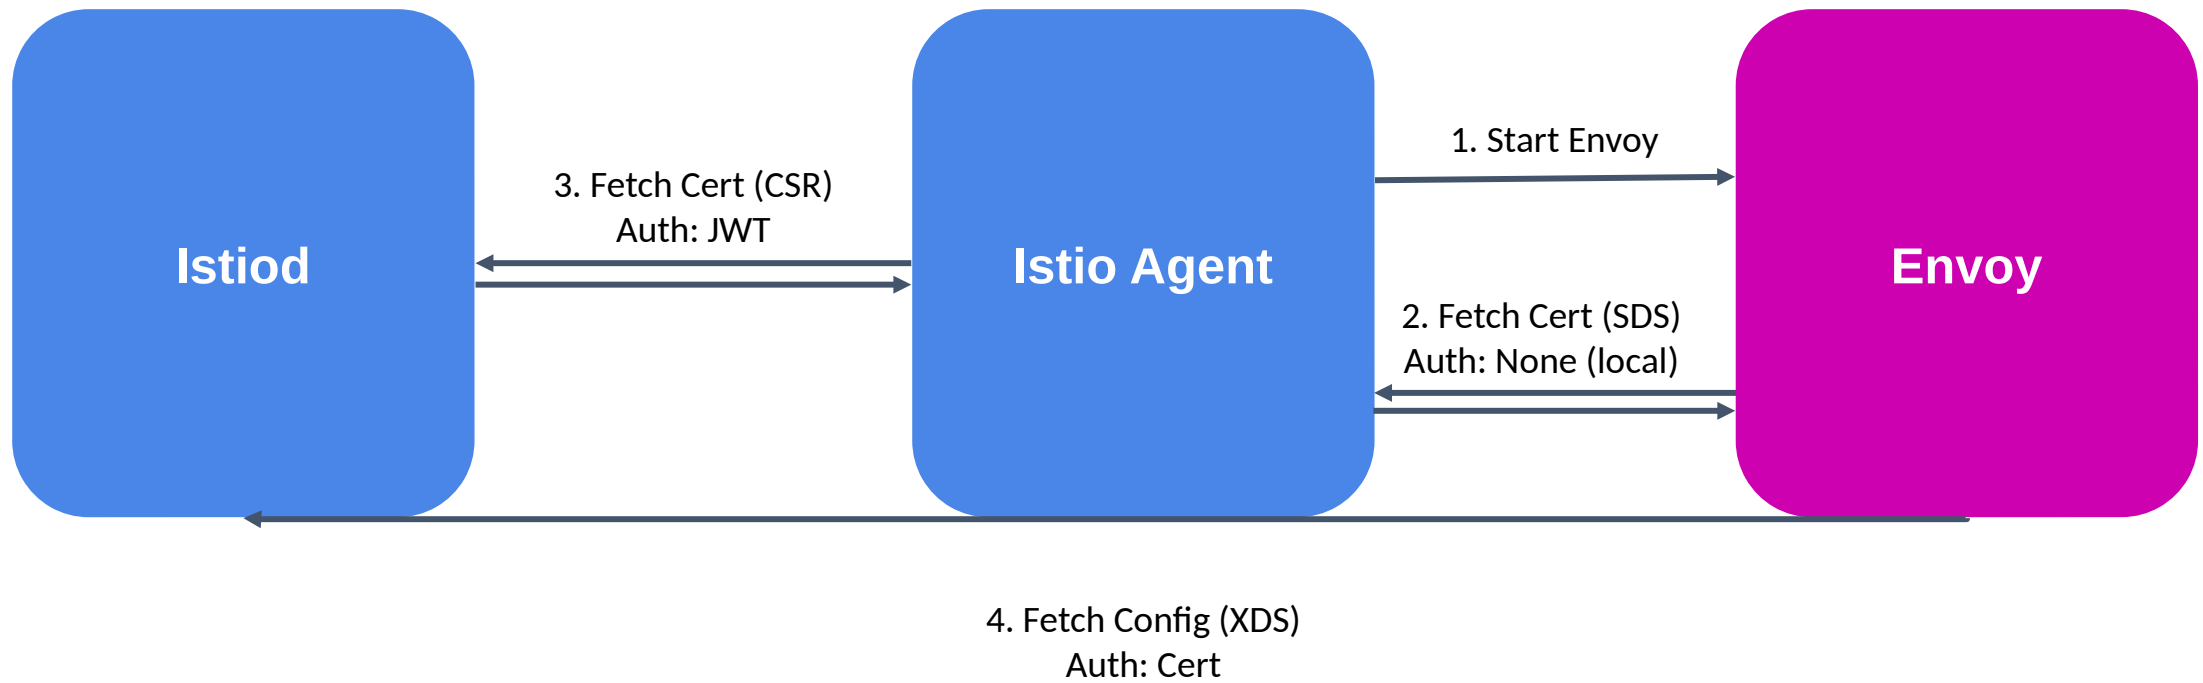 1. Start Envoy
3. Fetch Cert (CSR)
Auth: JWT
Istiod
Istio Agent
Envoy
2. Fetch Cert (SDS)
Auth: None (local)
4. Fetch Config (XDS)
Auth: Cert